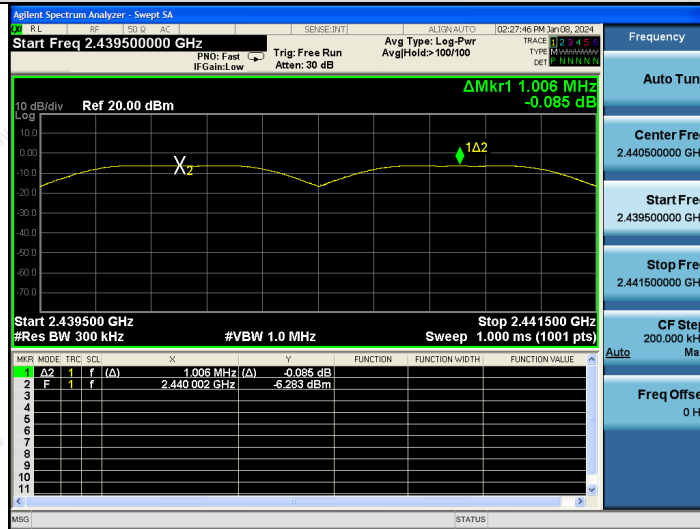 Agilent Spectrum Analyzer - Swept SA
LXI RL RF 50 Ω AC SENSE:INT ALIGN AUTO 02:27:46 PM Jan 08, 2024
Start Freq 2.439500000 GHz
PNO: Fast
IFGain:Low
Trig: Free Run
Atten: 30 dB
Avg Type: Log-Pwr
Avg|Hold:>100/100
TRACE 1 2 3 4 5 6
TYPE MWWWWW
DET P N N N N N
Frequency
ΔMkr1 1.006 MHz
-0.085 dB
10 dB/div Ref 20.00 dBm
Log
10.0
0.00
-10.0
-20.0
-30.0
-40.0
-50.0
-60.0
-70.0
X2
1Δ2
Start 2.439500 GHz
Stop 2.441500 GHz
#Res BW 300 kHz #VBW 1.0 MHz Sweep 1.000 ms (1001 pts)
MKR MODE TRC SCL X Y FUNCTION FUNCTION WIDTH FUNCTION VALUE
1 Δ2 1 f (Δ) 1.006 MHz (Δ) -0.085 dB
2 F 1 f 2.440 002 GHz -6.283 dBm
3
4
5
6
7
8
9
10
11
MSG STATUS
Auto Tun
Center Fre
2.440500000 GH
Start Fre
2.439500000 GH
Stop Fre
2.441500000 GH
CF Step
200.000 kH
Auto Ma
Freq Offse
0 H